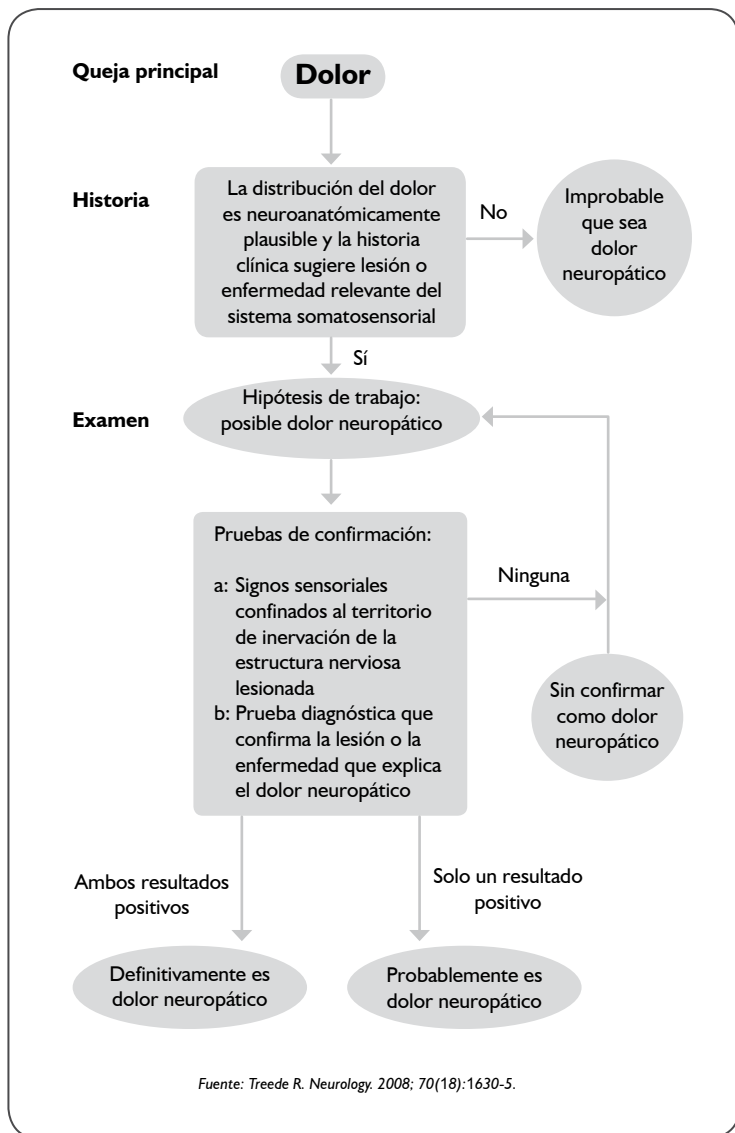 Queja principal
Dolor
Historia
La distribución del dolor
es neuroanatómicamente
plausible y la historia
clínica sugiere lesión o
enfermedad relevante del
sistema somatosensorial
No
Improbable
que sea
dolor
neuropático
Sí
Examen
Hipótesis de trabajo:
posible dolor neuropático
Pruebas de confirmación:
a: Signos sensoriales
confinados al territorio
de inervación de la
estructura nerviosa
lesionada
b: Prueba diagnóstica que
confirma la lesión o la
enfermedad que explica
el dolor neuropático
Ninguna
Sin confirmar
como dolor
neuropático
Ambos resultados
positivos
Solo un resultado
positivo
Definitivamente es
dolor neuropático
Probablemente es
dolor neuropático
Fuente: Treede R. Neurology. 2008; 70(18):1630-5.